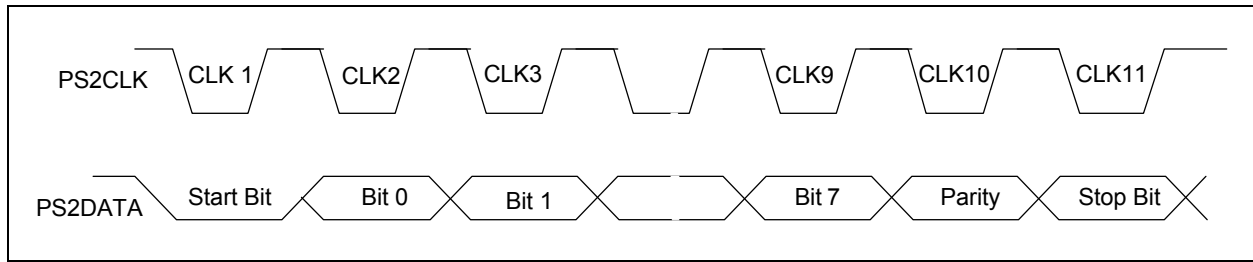 PS2CLK CLK 1 CLK2 CLK3 CLK9 CLK10 CLK11
PS2DATA Start Bit Bit 0 Bit 1 Bit 7 Parity Stop Bit